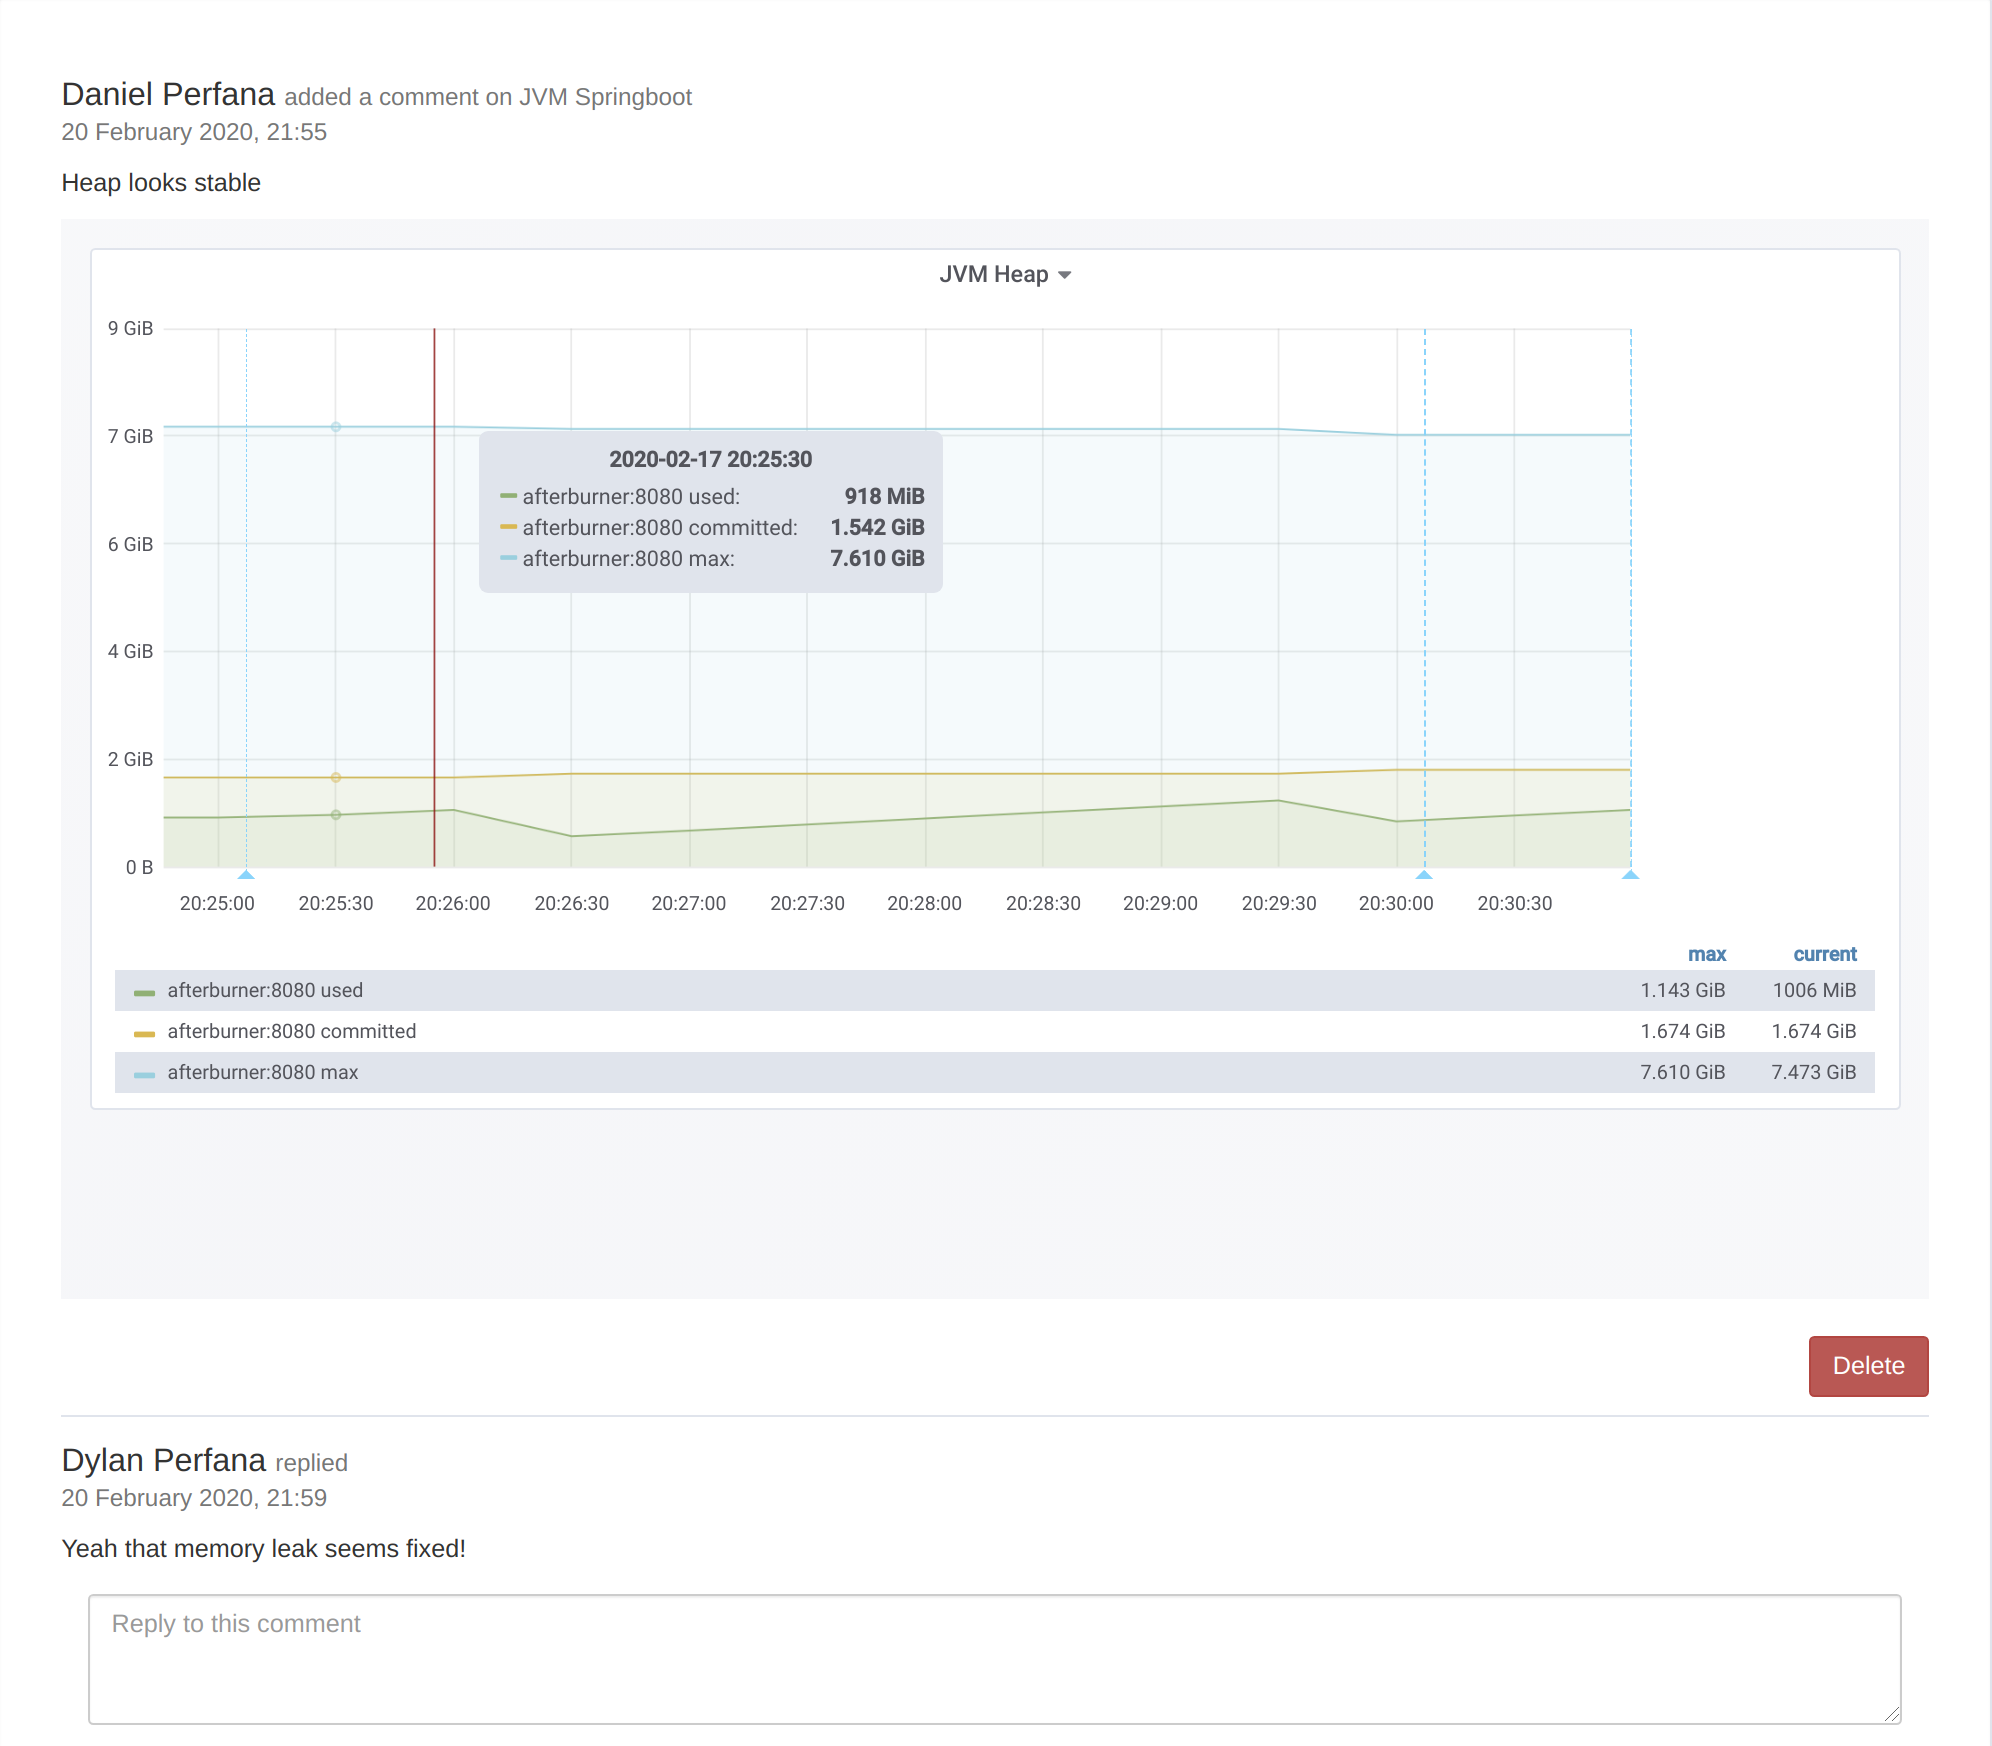 Daniel Perfana added a comment on JVM Springboot
20 February 2020, 21:55
Heap looks stable
JVM Heap
9 GiB
7 GiB
6 GiB
4 GiB
2 GiB
0 B
2020-02-17 20:25:30
afterburner:8080 used: 918 MiB
afterburner:8080 committed: 1.542 GiB
afterburner:8080 max: 7.610 GiB
20:25:00 20:25:30 20:26:00 20:26:30 20:27:00 20:27:30 20:28:00 20:28:30 20:29:00 20:29:30 20:30:00 20:30:30
max current
afterburner:8080 used 1.143 GiB 1006 MiB
afterburner:8080 committed 1.674 GiB 1.674 GiB
afterburner:8080 max 7.610 GiB 7.473 GiB
Delete
Dylan Perfana replied
20 February 2020, 21:59
Yeah that memory leak seems fixed!
Reply to this comment